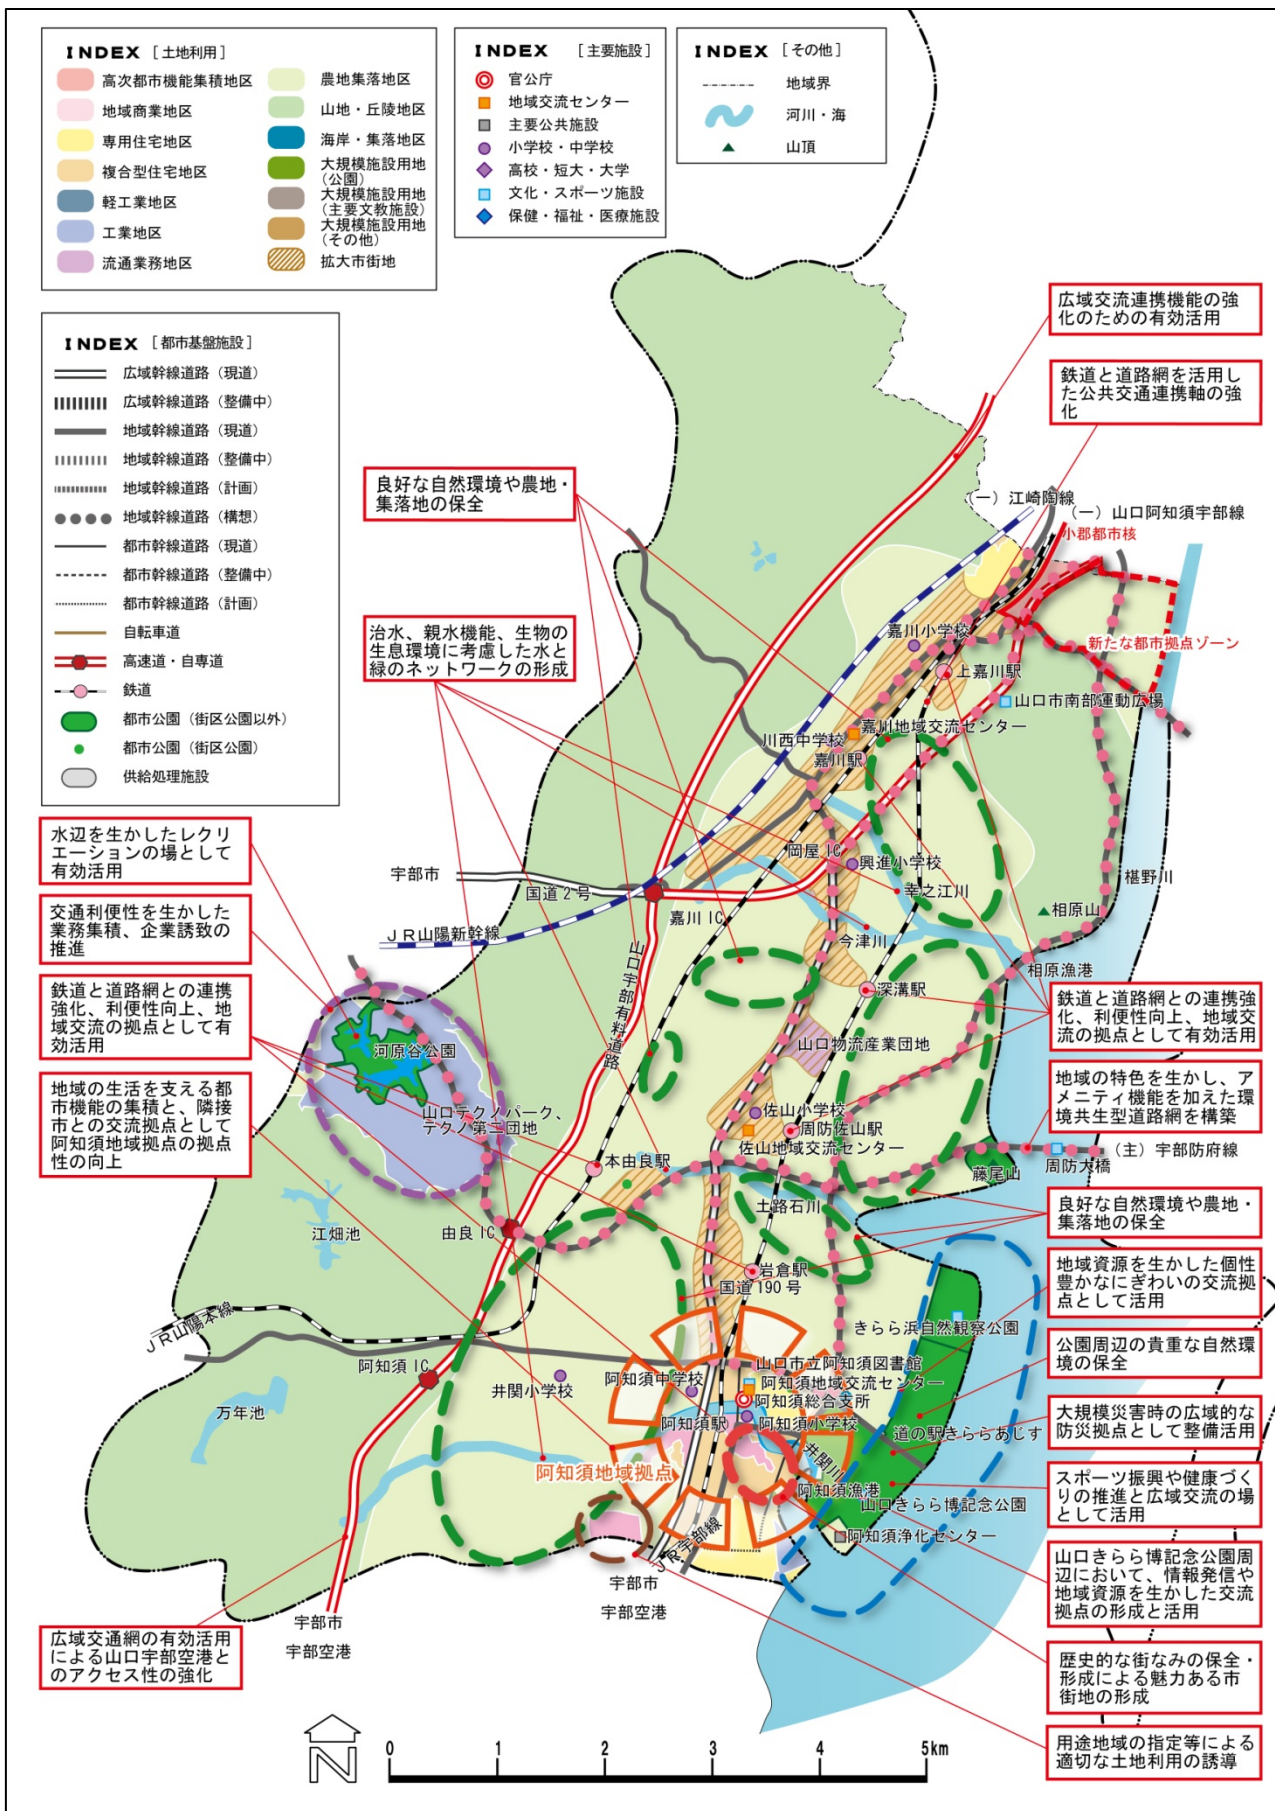 INDEX ［土地利用］
高次都市機能集積地区
地域商業地区
専用住宅地区
複合型住宅地区
軽工業地区
工業地区
流通業務地区
農地集落地区
山地・丘陵地区
海岸・集落地区
大規模施設用地
（公園）
大規模施設用地
（主要文教施設）
大規模施設用地
（その他）
拡大市街地
INDEX ［主要施設］
官公庁
地域交流センター
主要公共施設
小学校・中学校
高校・短大・大学
文化・スポーツ施設
保健・福祉・医療施設
INDEX ［その他］
地域界
河川・海
山頂
INDEX ［都市基盤施設］
広域幹線道路（現道）
広域幹線道路（整備中）
地域幹線道路（現道）
地域幹線道路（整備中）
地域幹線道路（計画）
地域幹線道路（構想）
都市幹線道路（現道）
都市幹線道路（整備中）
都市幹線道路（計画）
自転車道
高速道・自専道
鉄道
都市公園（街区公園以外）
都市公園（街区公園）
供給処理施設
広域交流連携機能の強
化のための有効活用
鉄道と道路網を活用し
た公共交通連携軸の強
化
良好な自然環境や農地・
集落地の保全
治水、親水機能、生物の
生息環境に考慮した水と
緑のネットワークの形成
水辺を生かしたレクリ
エーションの場として
有効活用
交通利便性を生かした
業務集積、企業誘致の
推進
鉄道と道路網との連携
強化、利便性向上、地
域交流の拠点として有
効活用
地域の生活を支える都
市機能の集積と、隣接
市との交流拠点として
阿知須地域拠点の拠点
性の向上
広域交通網の有効活用
による山口宇部空港と
のアクセス性の強化
（一）江崎陶線
（一）山口阿知須宇部線
小郡都市核
新たな都市拠点ゾーン
嘉川小学校
上嘉川駅
山口市南部運動広場
嘉川地域交流センター
川西中学校
嘉川駅
岡屋IC
興進小学校
幸之江川
椹野川
相原山
宇部市
国道2号
嘉川IC
JR山陽新幹線
今津川
相原漁港
山口宇部有料道路
深溝駅
山口物流産業団地
河原谷公園
山口テクノパーク、
テクノ第二団地
佐山小学校
周防佐山駅
佐山地域交流センター
本由良駅
（主）宇部防府線
周防大橋
藤尾山
土路石川
江畑池
由良IC
岩倉駅
国道190号
JR山陽本線
きらら浜自然観察公園
阿知須IC
井関小学校
阿知須中学校
山口市立阿知須図書館
阿知須地域交流センター
阿知須総合支所
阿知須駅
阿知須小学校
万年池
道の駅きららあじす
井関川
阿知須地域拠点
阿知須漁港
山口きらら博記念公園
阿知須浄化センター
JR宇部線
宇部市
宇部空港
宇部市
宇部空港
鉄道と道路網との連携強
化、利便性向上、地域交
流の拠点として有効活用
地域の特色を生かし、ア
メニティ機能を加えた環
境共生型道路網を構築
良好な自然環境や農地・
集落地の保全
地域資源を生かした個性
豊かなにぎわいの交流拠
点として活用
公園周辺の貴重な自然環
境の保全
大規模災害時の広域的な
防災拠点として整備活用
スポーツ振興や健康づく
りの推進と広域交流の場
として活用
山口きらら博記念公園周
辺において、情報発信や
地域資源を生かした交流
拠点の形成と活用
歴史的な街なみの保全・
形成による魅力ある市
街地の形成
用途地域の指定等による
適切な土地利用の誘導
N
0 1 2 3 4 5km